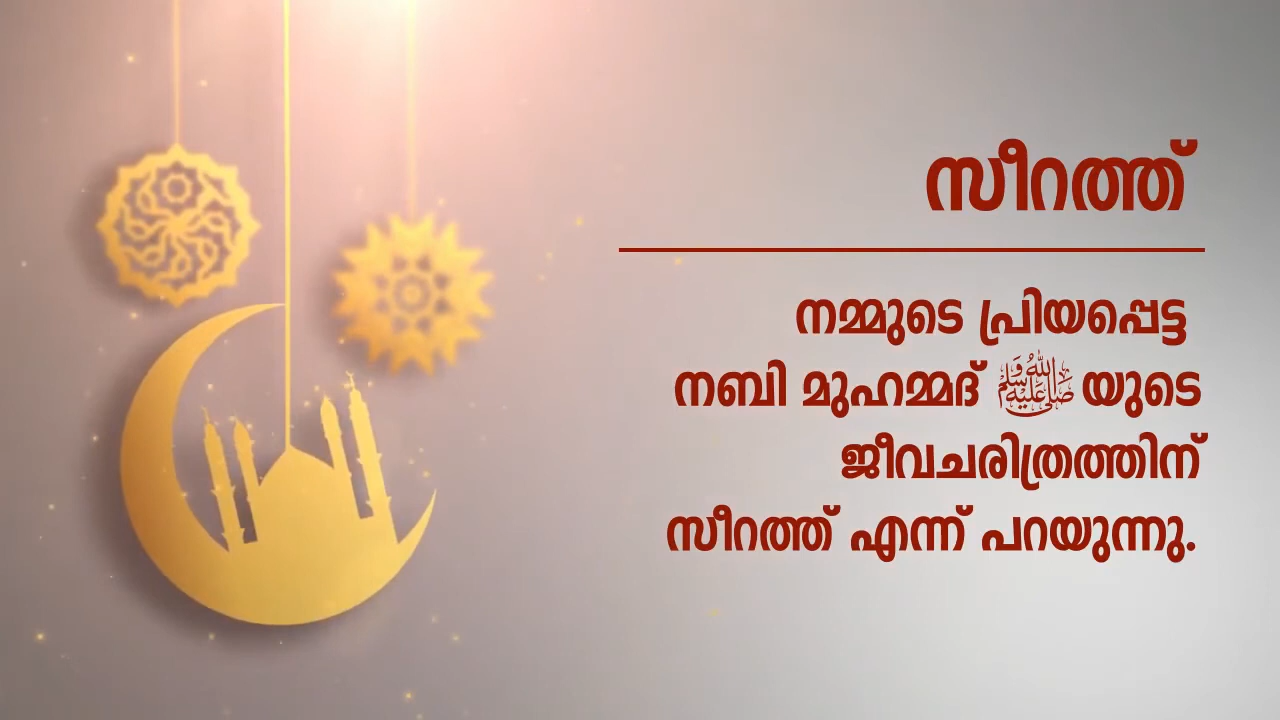 സീറത്ത്
നമ്മുടെ പ്രിയപ്പെട്ട
നബി മുഹമ്മദ് ﷺ യുടെ
ജീവചരിത്രത്തിന്
സീറത്ത് എന്ന് പറയുന്നു.